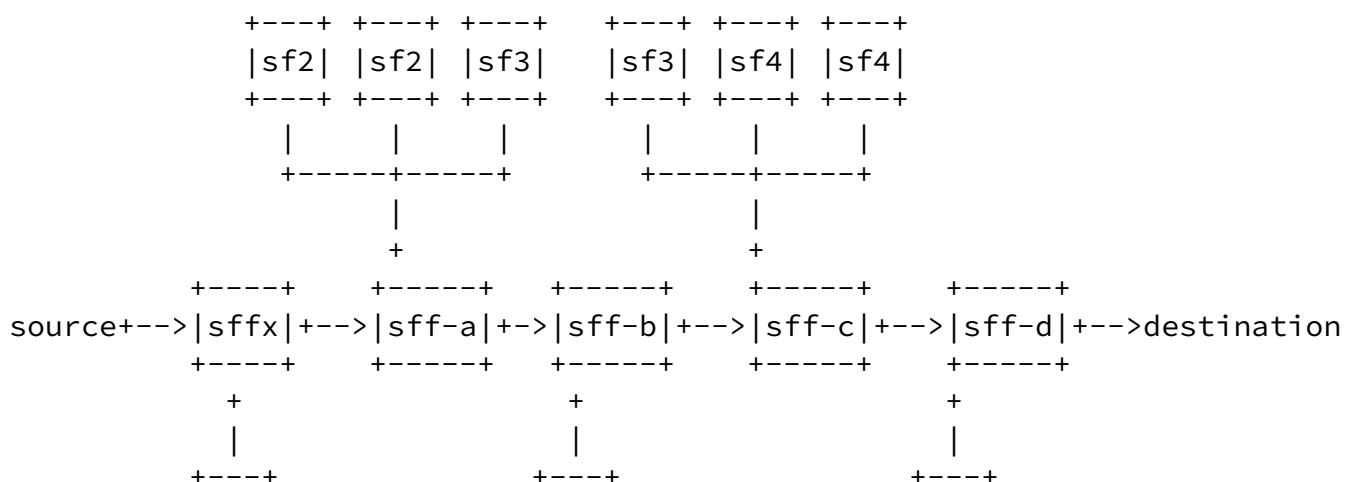 +---+ +---+ +---+   +---+ +---+ +---+
|sf2| |sf2| |sf3|   |sf3| |sf4| |sf4|
+---+ +---+ +---+   +---+ +---+ +---+
|     |     |       |     |     |
+-----+-----+       +-----+-----+
|                   |
+                   +
+----+    +-----+   +-----+    +-----+    +-----+
source+-->|sffx|+-->|sff-a|+->|sff-b|+-->|sff-c|+-->|sff-d|+-->destination
+----+    +-----+   +-----+    +-----+    +-----+
+                  +                    +
|                  |                    |
+---+              +---+                +---+